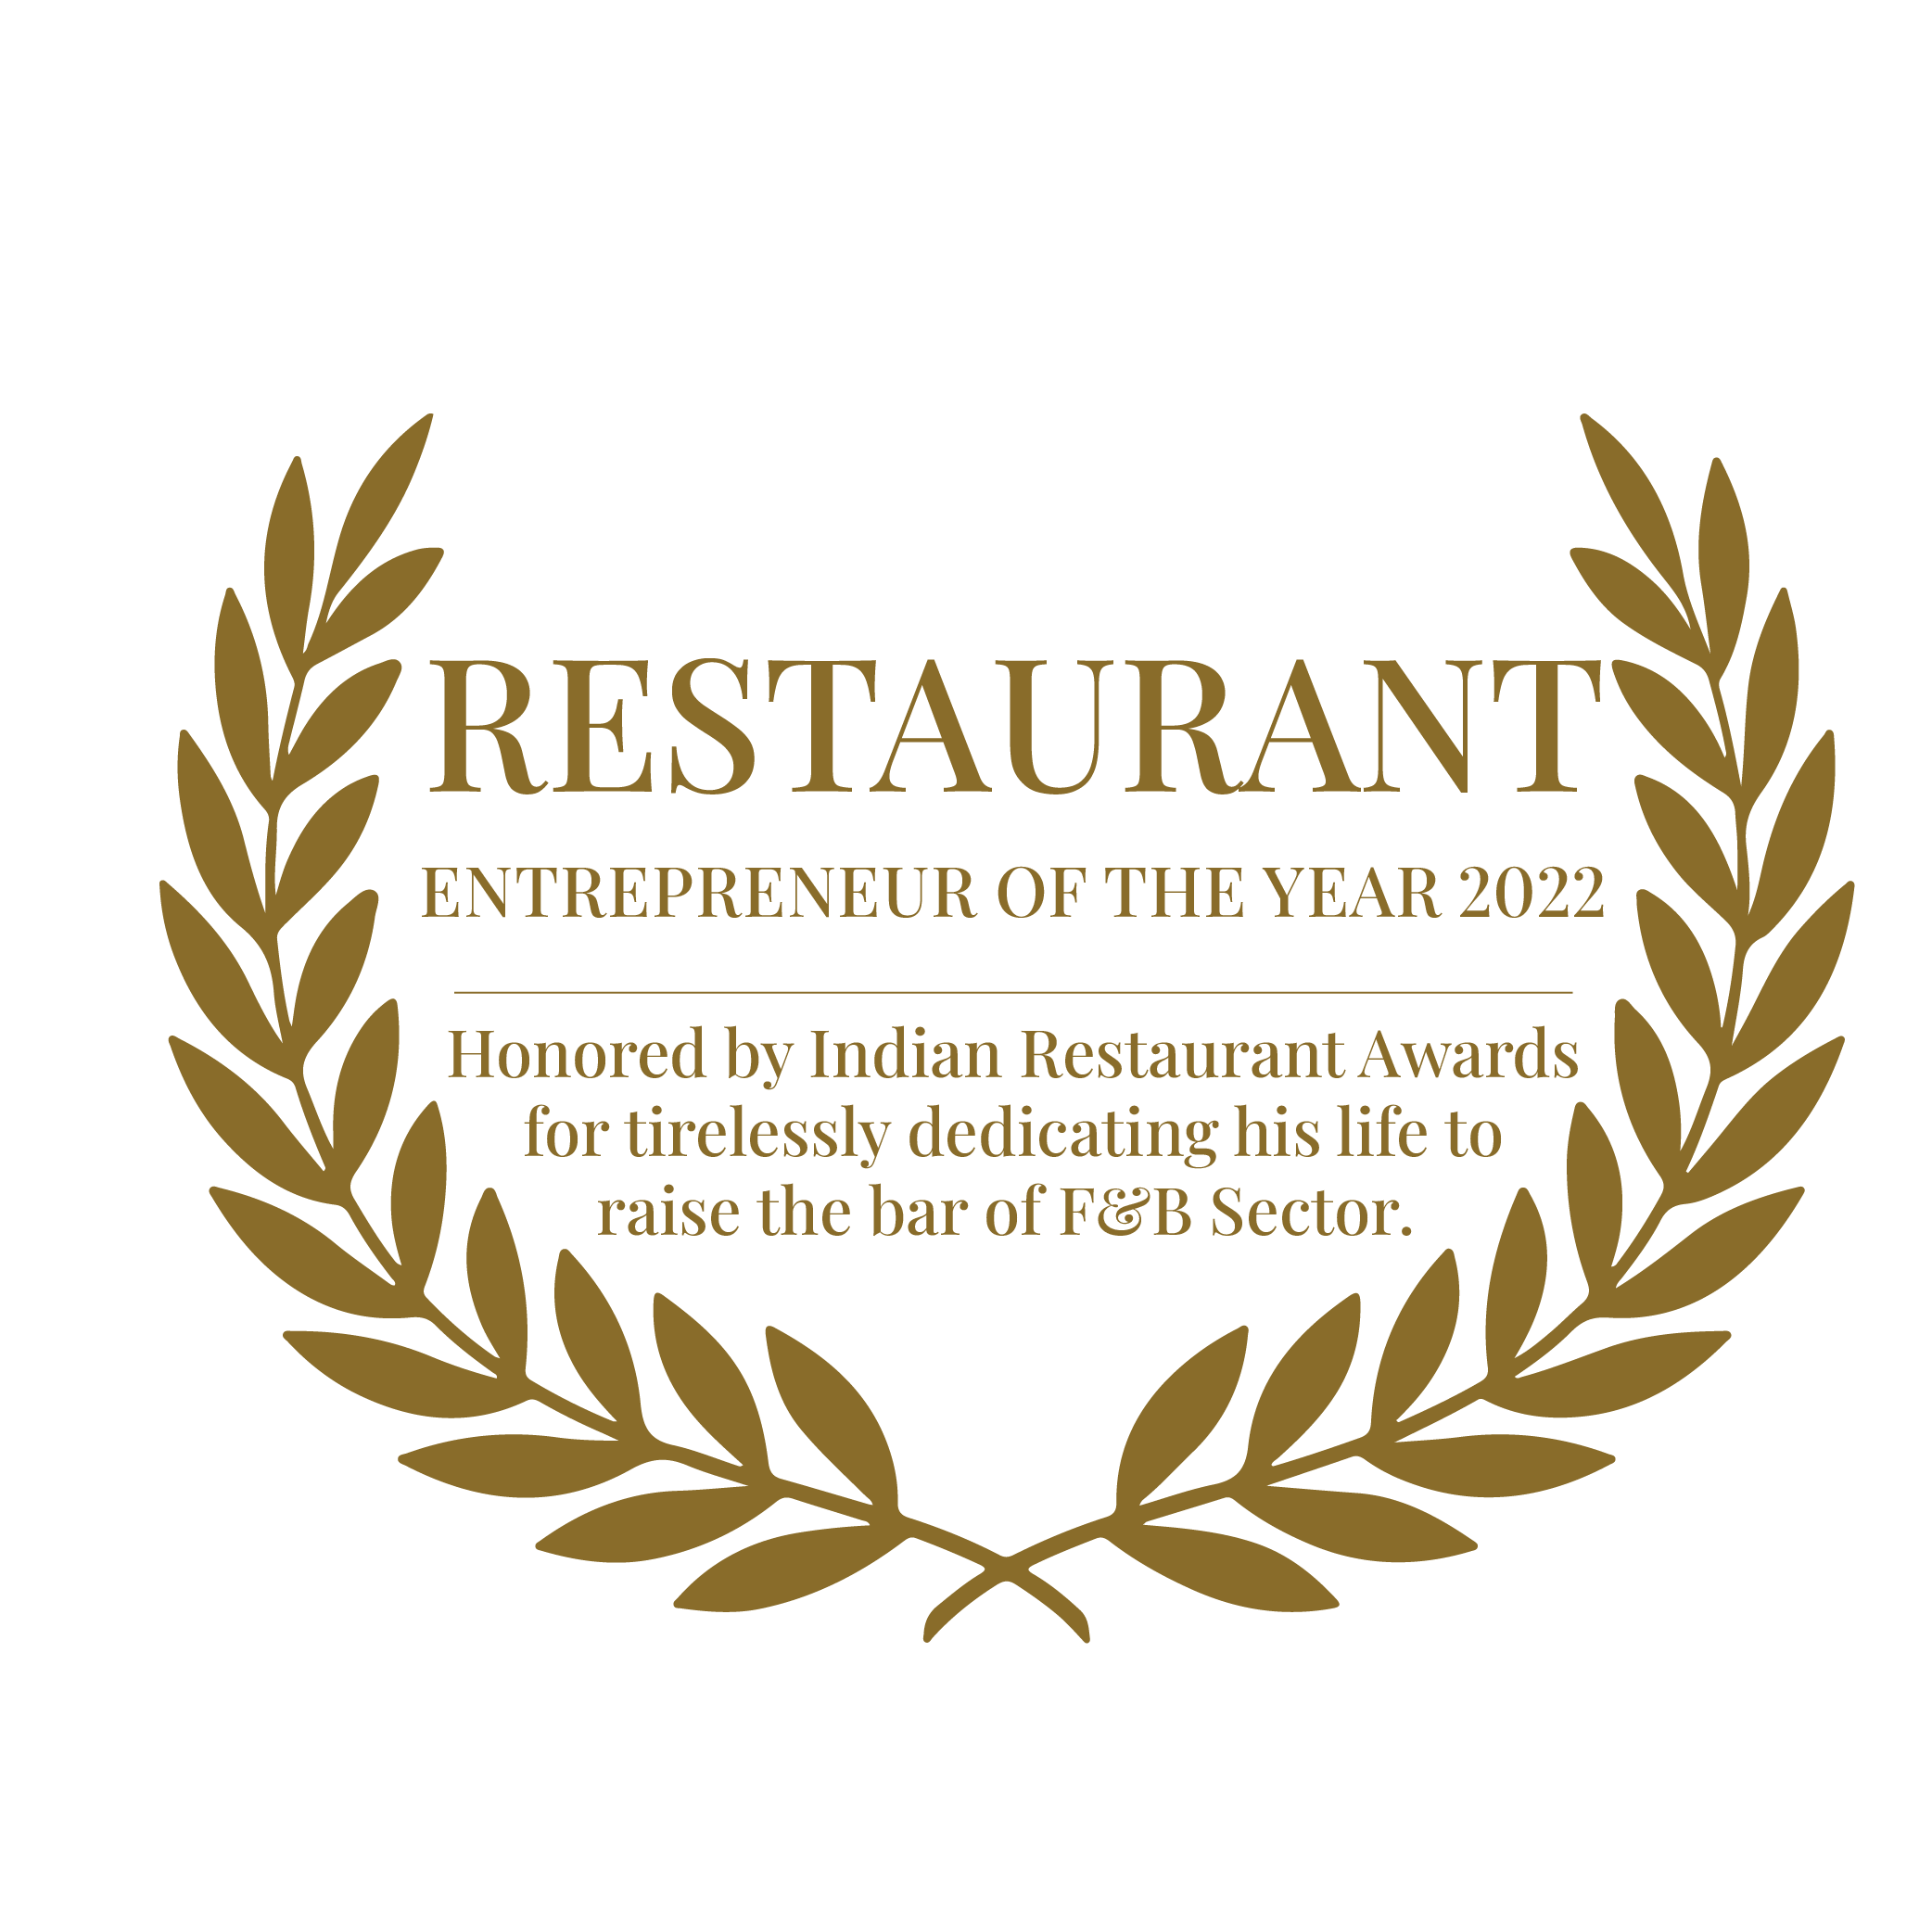 RESTAURANT
ENTREPRENEUR OF THE YEAR 2022
Honored by Indian Restaurant Awards
for tirelessly dedicating his life to
raise the bar of F&B Sector.